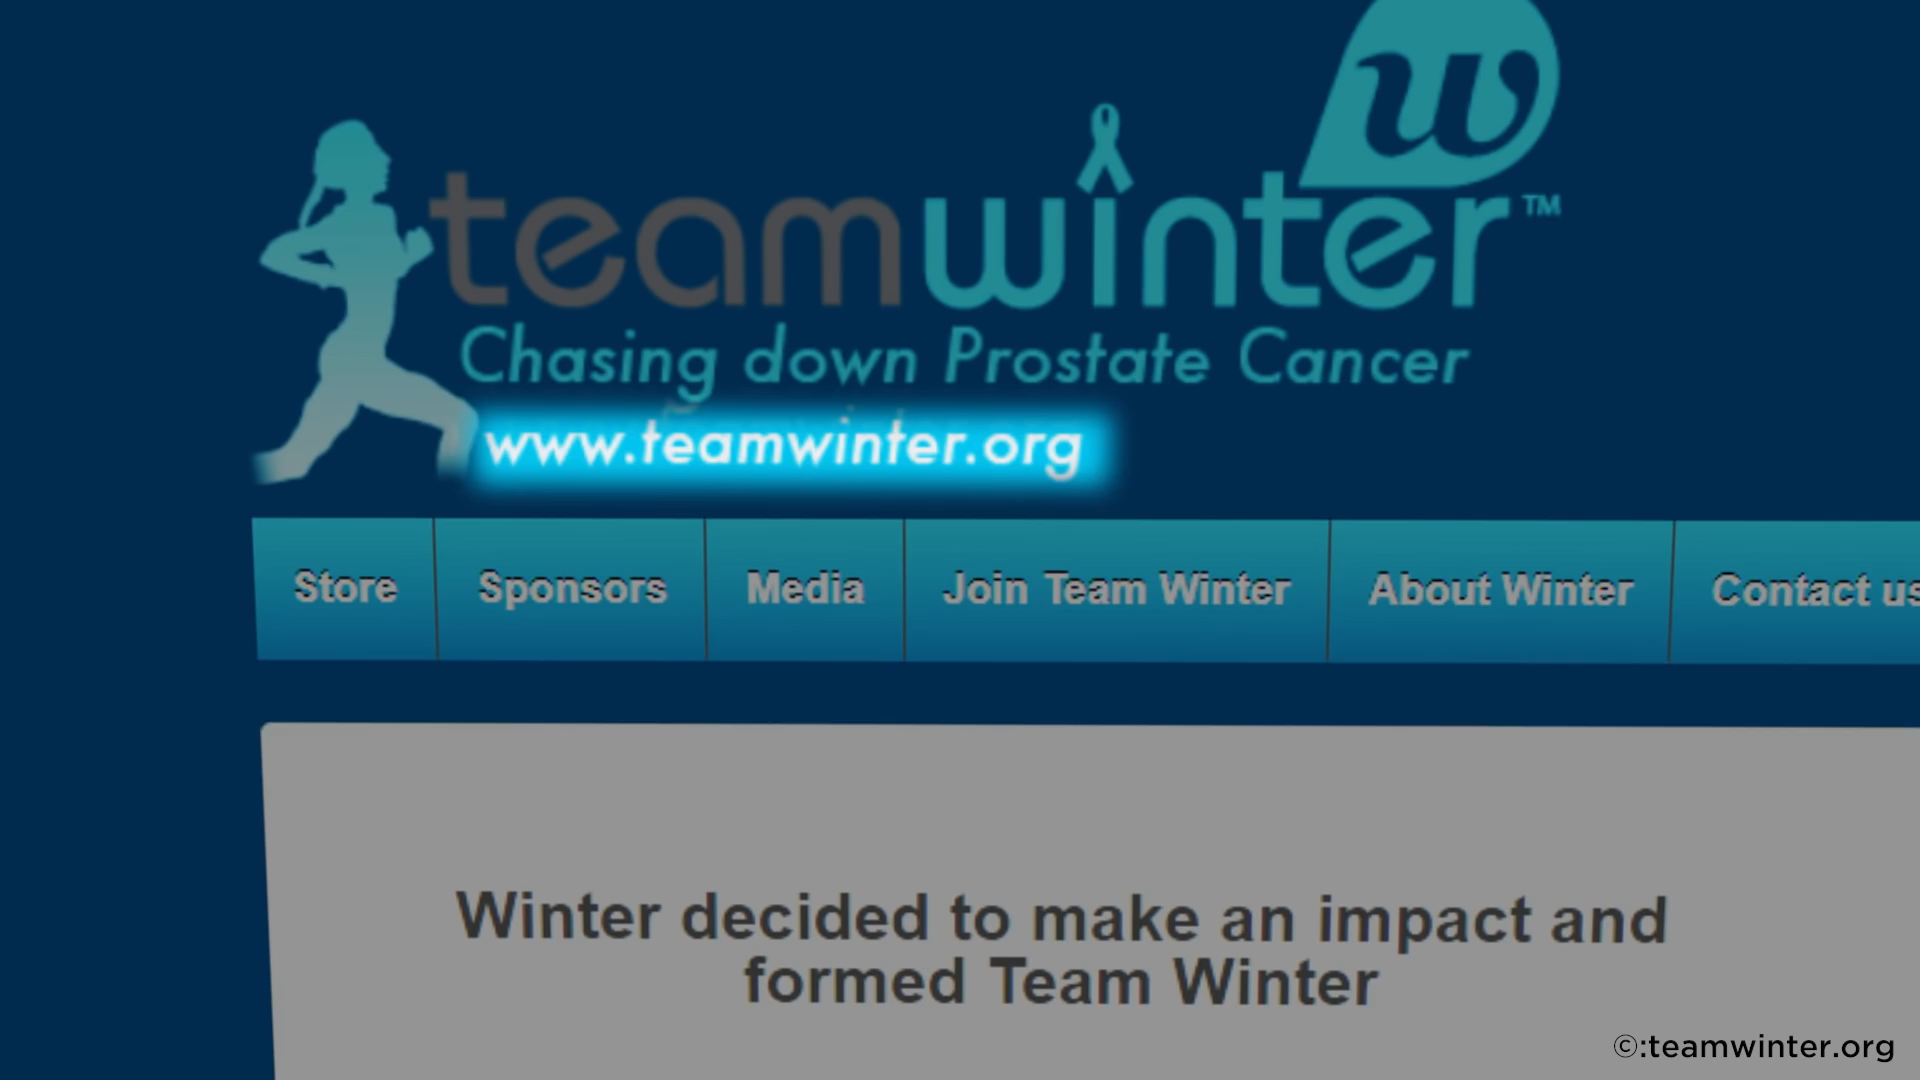 w
teamwinter™
Chasing down Prostate Cancer
www.teamwinter.org
Store Sponsors Media Join Team Winter About Winter Contact us
Winter decided to make an impact and
formed Team Winter
©:teamwinter.org